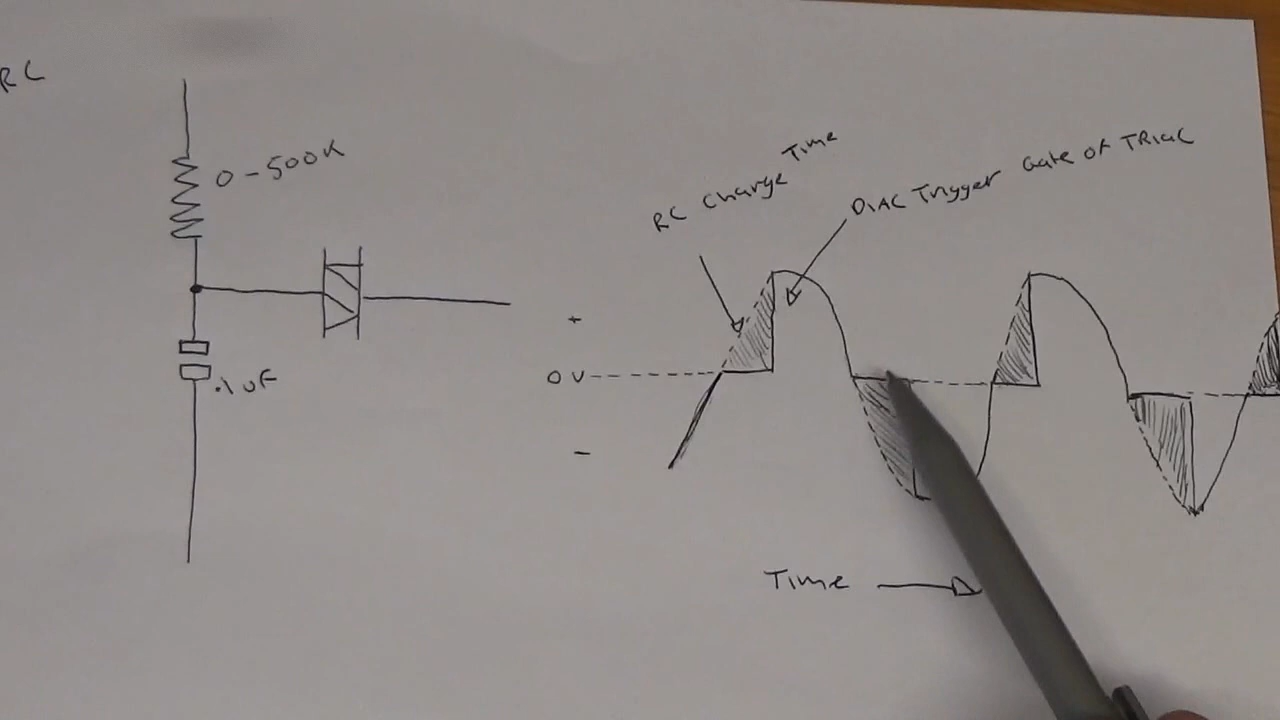 RC
0-500K
.1uF
RC Charge Time
DIAC Trigger Gate of TRIAC
+
0V
-
Time